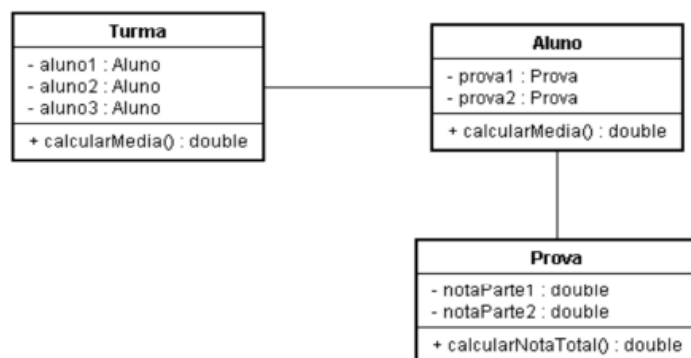 Turma
- aluno1 : Aluno
- aluno2 : Aluno
- aluno3 : Aluno
+ calcularMedia() : double
Aluno
- prova1 : Prova
- prova2 : Prova
+ calcularMedia() : double
Prova
- notaParte1 : double
- notaParte2 : double
+ calcularNotaTotal() : double